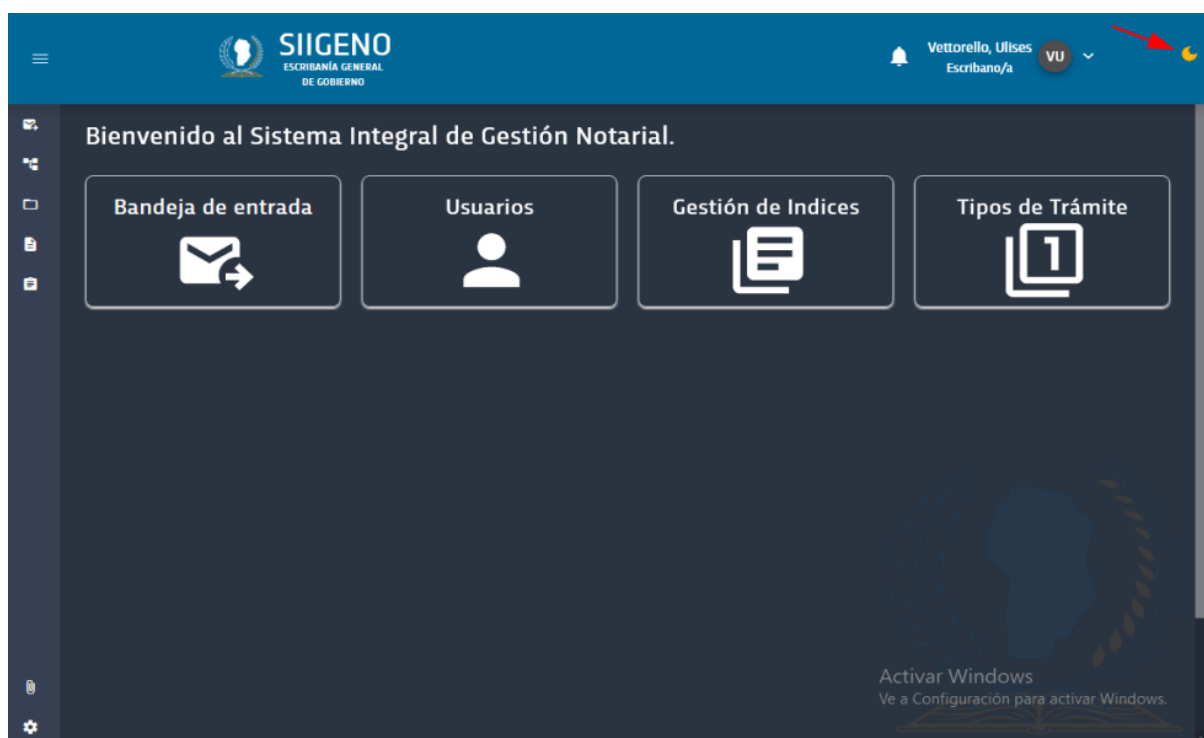 SIIGENO
ESCRIBANÍA GENERAL
DE GOBIERNO
Vettorello, Ulises
Escribano/a
VU
Bienvenido al Sistema Integral de Gestión Notarial.
Bandeja de entrada
Usuarios
Gestión de Indices
Tipos de Trámite
1
Activar Windows
Ve a Configuración para activar Windows.